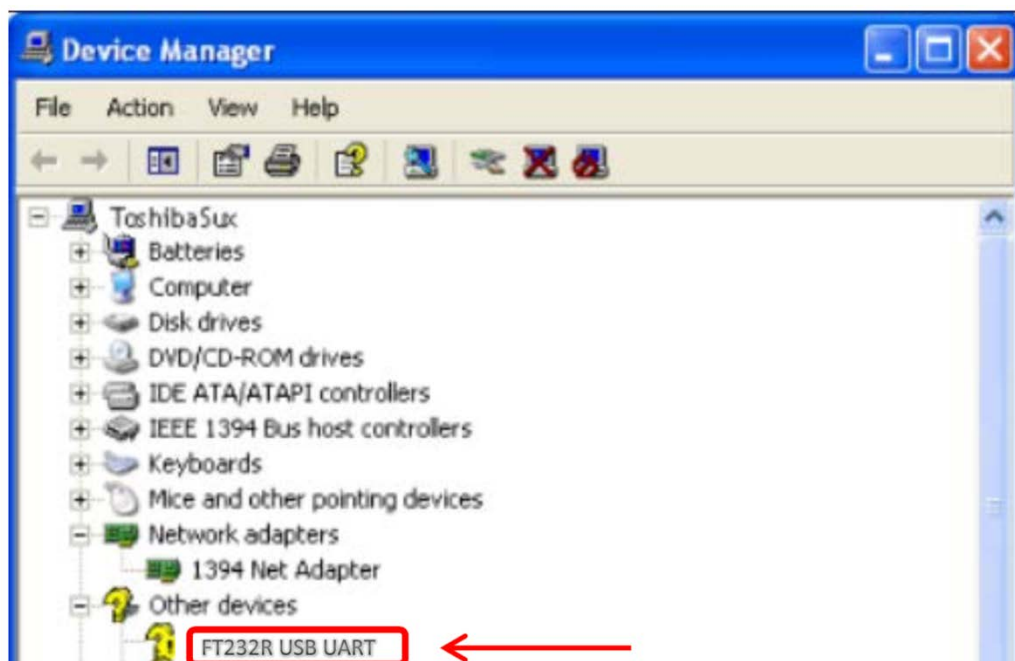 Device Manager
File Action View Help
ToshibaSux
Batteries
Computer
Disk drives
DVD/CD-ROM drives
IDE ATA/ATAPI controllers
IEEE 1394 Bus host controllers
Keyboards
Mice and other pointing devices
Network adapters
1394 Net Adapter
Other devices
FT232R USB UART